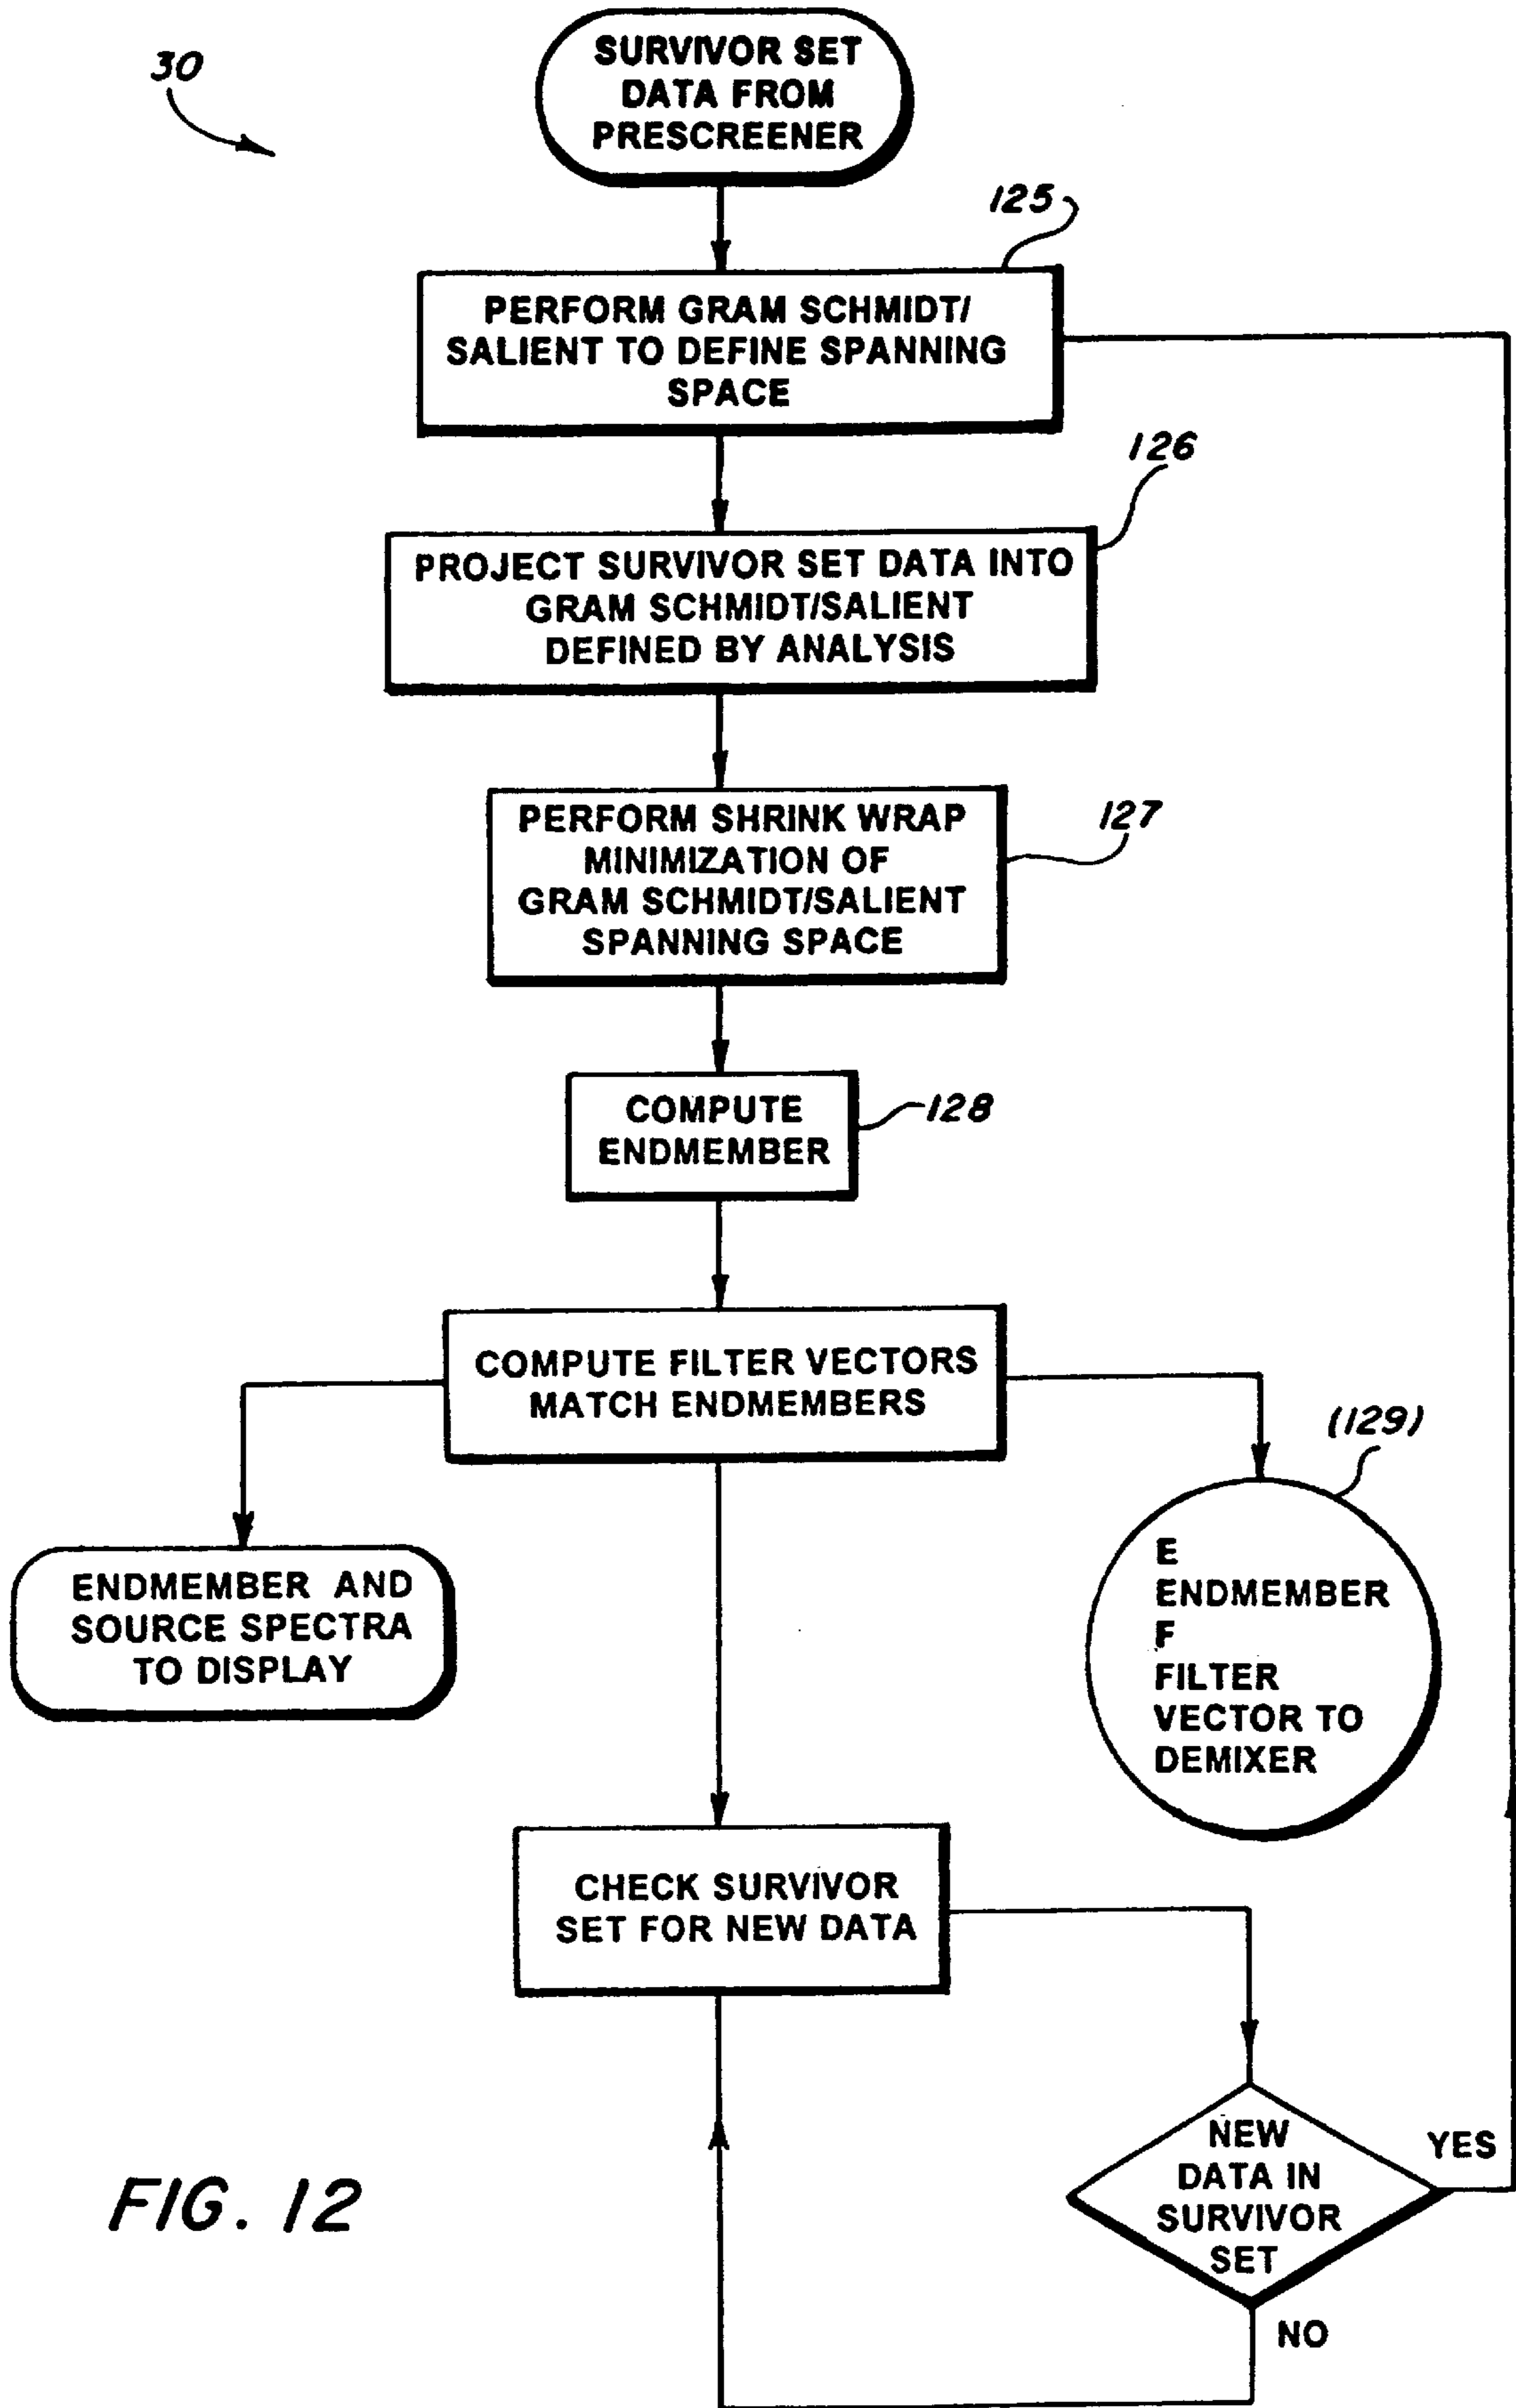 30
SURVIVOR SET
DATA FROM
PRESCREENER
125
PERFORM GRAM SCHMIDT/
SALIENT TO DEFINE SPANNING
SPACE
126
PROJECT SURVIVOR SET DATA INTO
GRAM SCHMIDT/SALIENT
DEFINED BY ANALYSIS
PERFORM SHRINK WRAP
MINIMIZATION OF
GRAM SCHMIDT/SALIENT
SPANNING SPACE
127
COMPUTE
ENDMEMBER
128
COMPUTE FILTER VECTORS
MATCH ENDMEMBERS
(129)
ENDMEMBER AND
SOURCE SPECTRA
TO DISPLAY
E
ENDMEMBER
F
FILTER
VECTOR TO
DEMIXER
CHECK SURVIVOR
SET FOR NEW DATA
NEW
DATA IN
SURVIVOR
SET
YES
NO
FIG. 12